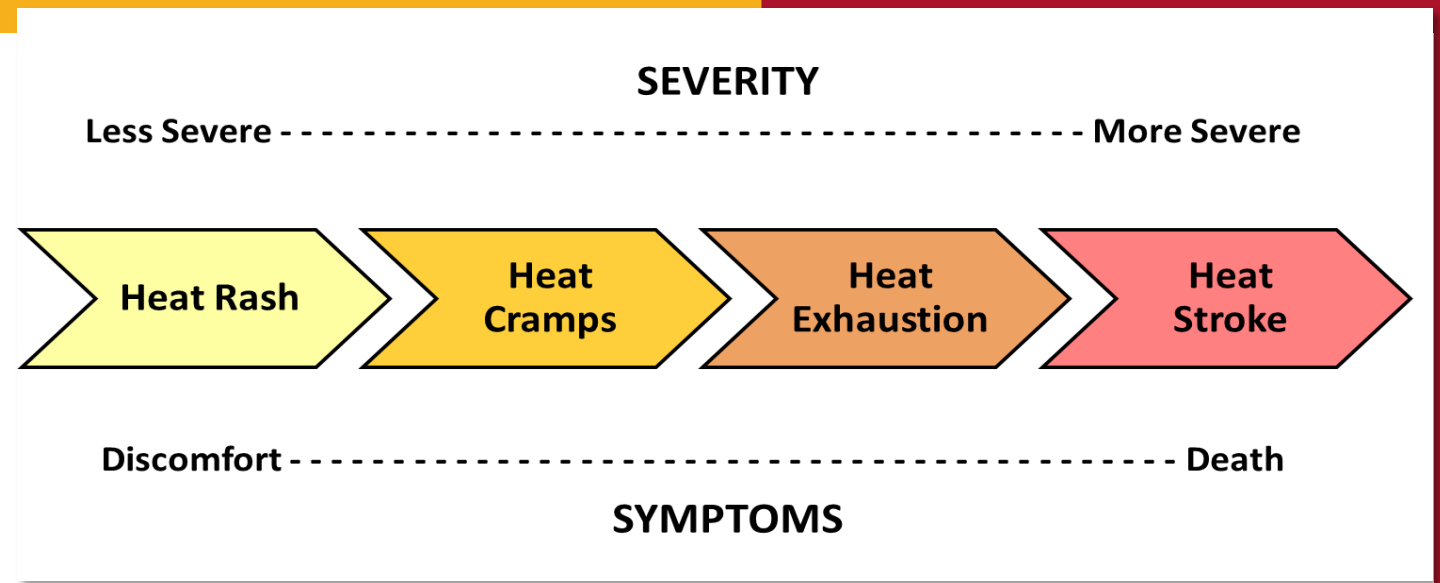 SEVERITY
Less Severe - - - - - - - - - - - - - - - - - - - - - - - - - - - - - - - - - - - - - - - More Severe
Heat Rash
Heat
Cramps
Heat
Exhaustion
Heat
Stroke
Discomfort - - - - - - - - - - - - - - - - - - - - - - - - - - - - - - - - - - - - - - - - - - - Death
SYMPTOMS